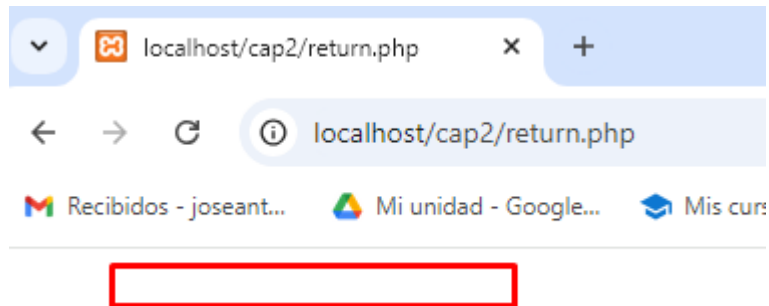 localhost/cap2/return.php
localhost/cap2/return.php
Recibidos - joseant... Mi unidad - Google... Mis curs